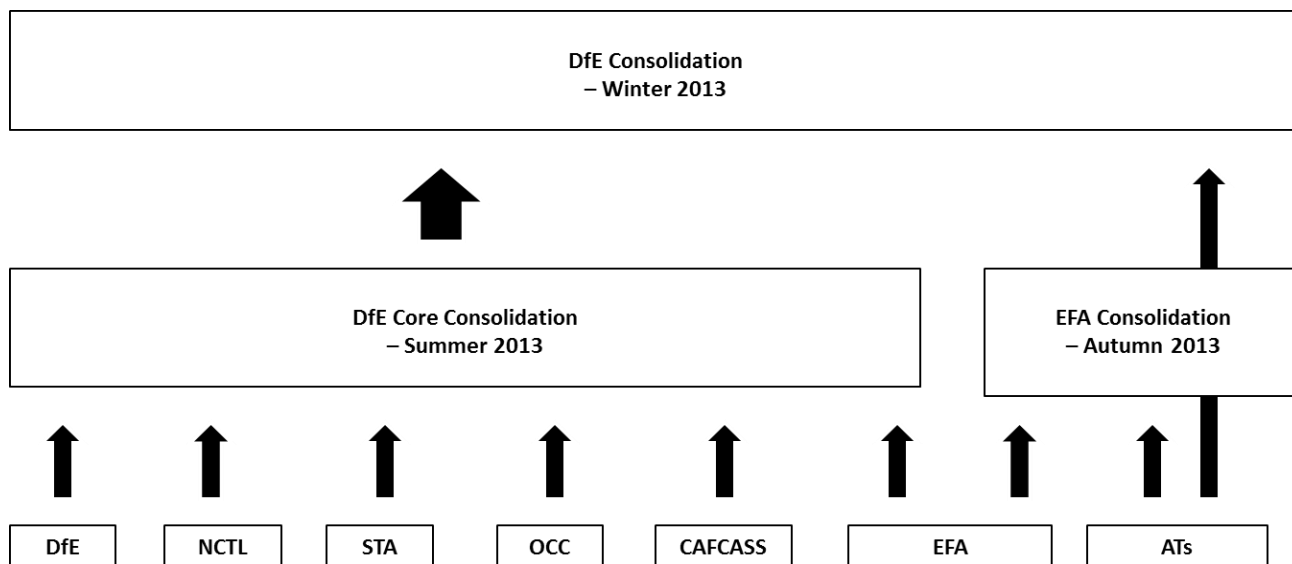 DfE Consolidation
– Winter 2013
DfE Core Consolidation
– Summer 2013
EFA Consolidation
– Autumn 2013
DfE
NCTL
STA
OCC
CAFCASS
EFA
ATs